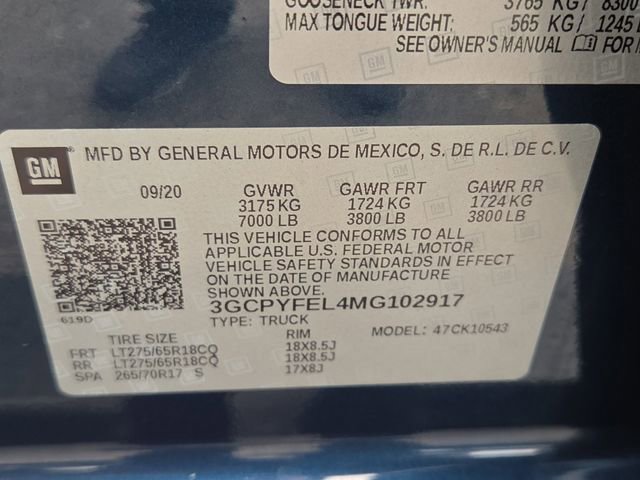 GOOSENECK TWR: 3765 KG/ 8300
MAX TONGUE WEIGHT: 565 KG/ 1245
SEE OWNER'S MANUAL FOR
GM
GM MFD BY GENERAL MOTORS DE MEXICO, S. DE R.L. DE C.V.
09/20 GVWR GAWR FRT GAWR RR
3175 KG 1724 KG 1724 KG
7000 LB 3800 LB 3800 LB
THIS VEHICLE CONFORMS TO ALL
APPLICABLE U.S. FEDERAL MOTOR
VEHICLE SAFETY STANDARDS IN EFFECT
ON THE DATE OF MANUFACTURE
SHOWN ABOVE.
3GCPYFEL4MG102917
619D TYPE: TRUCK MODEL: 47CK10543
TIRE SIZE RIM
FRT LT275/65R18CQ 18X8.5J
RR LT275/65R18CQ 18X8.5J
SPA 265/70R17 S 17X8J